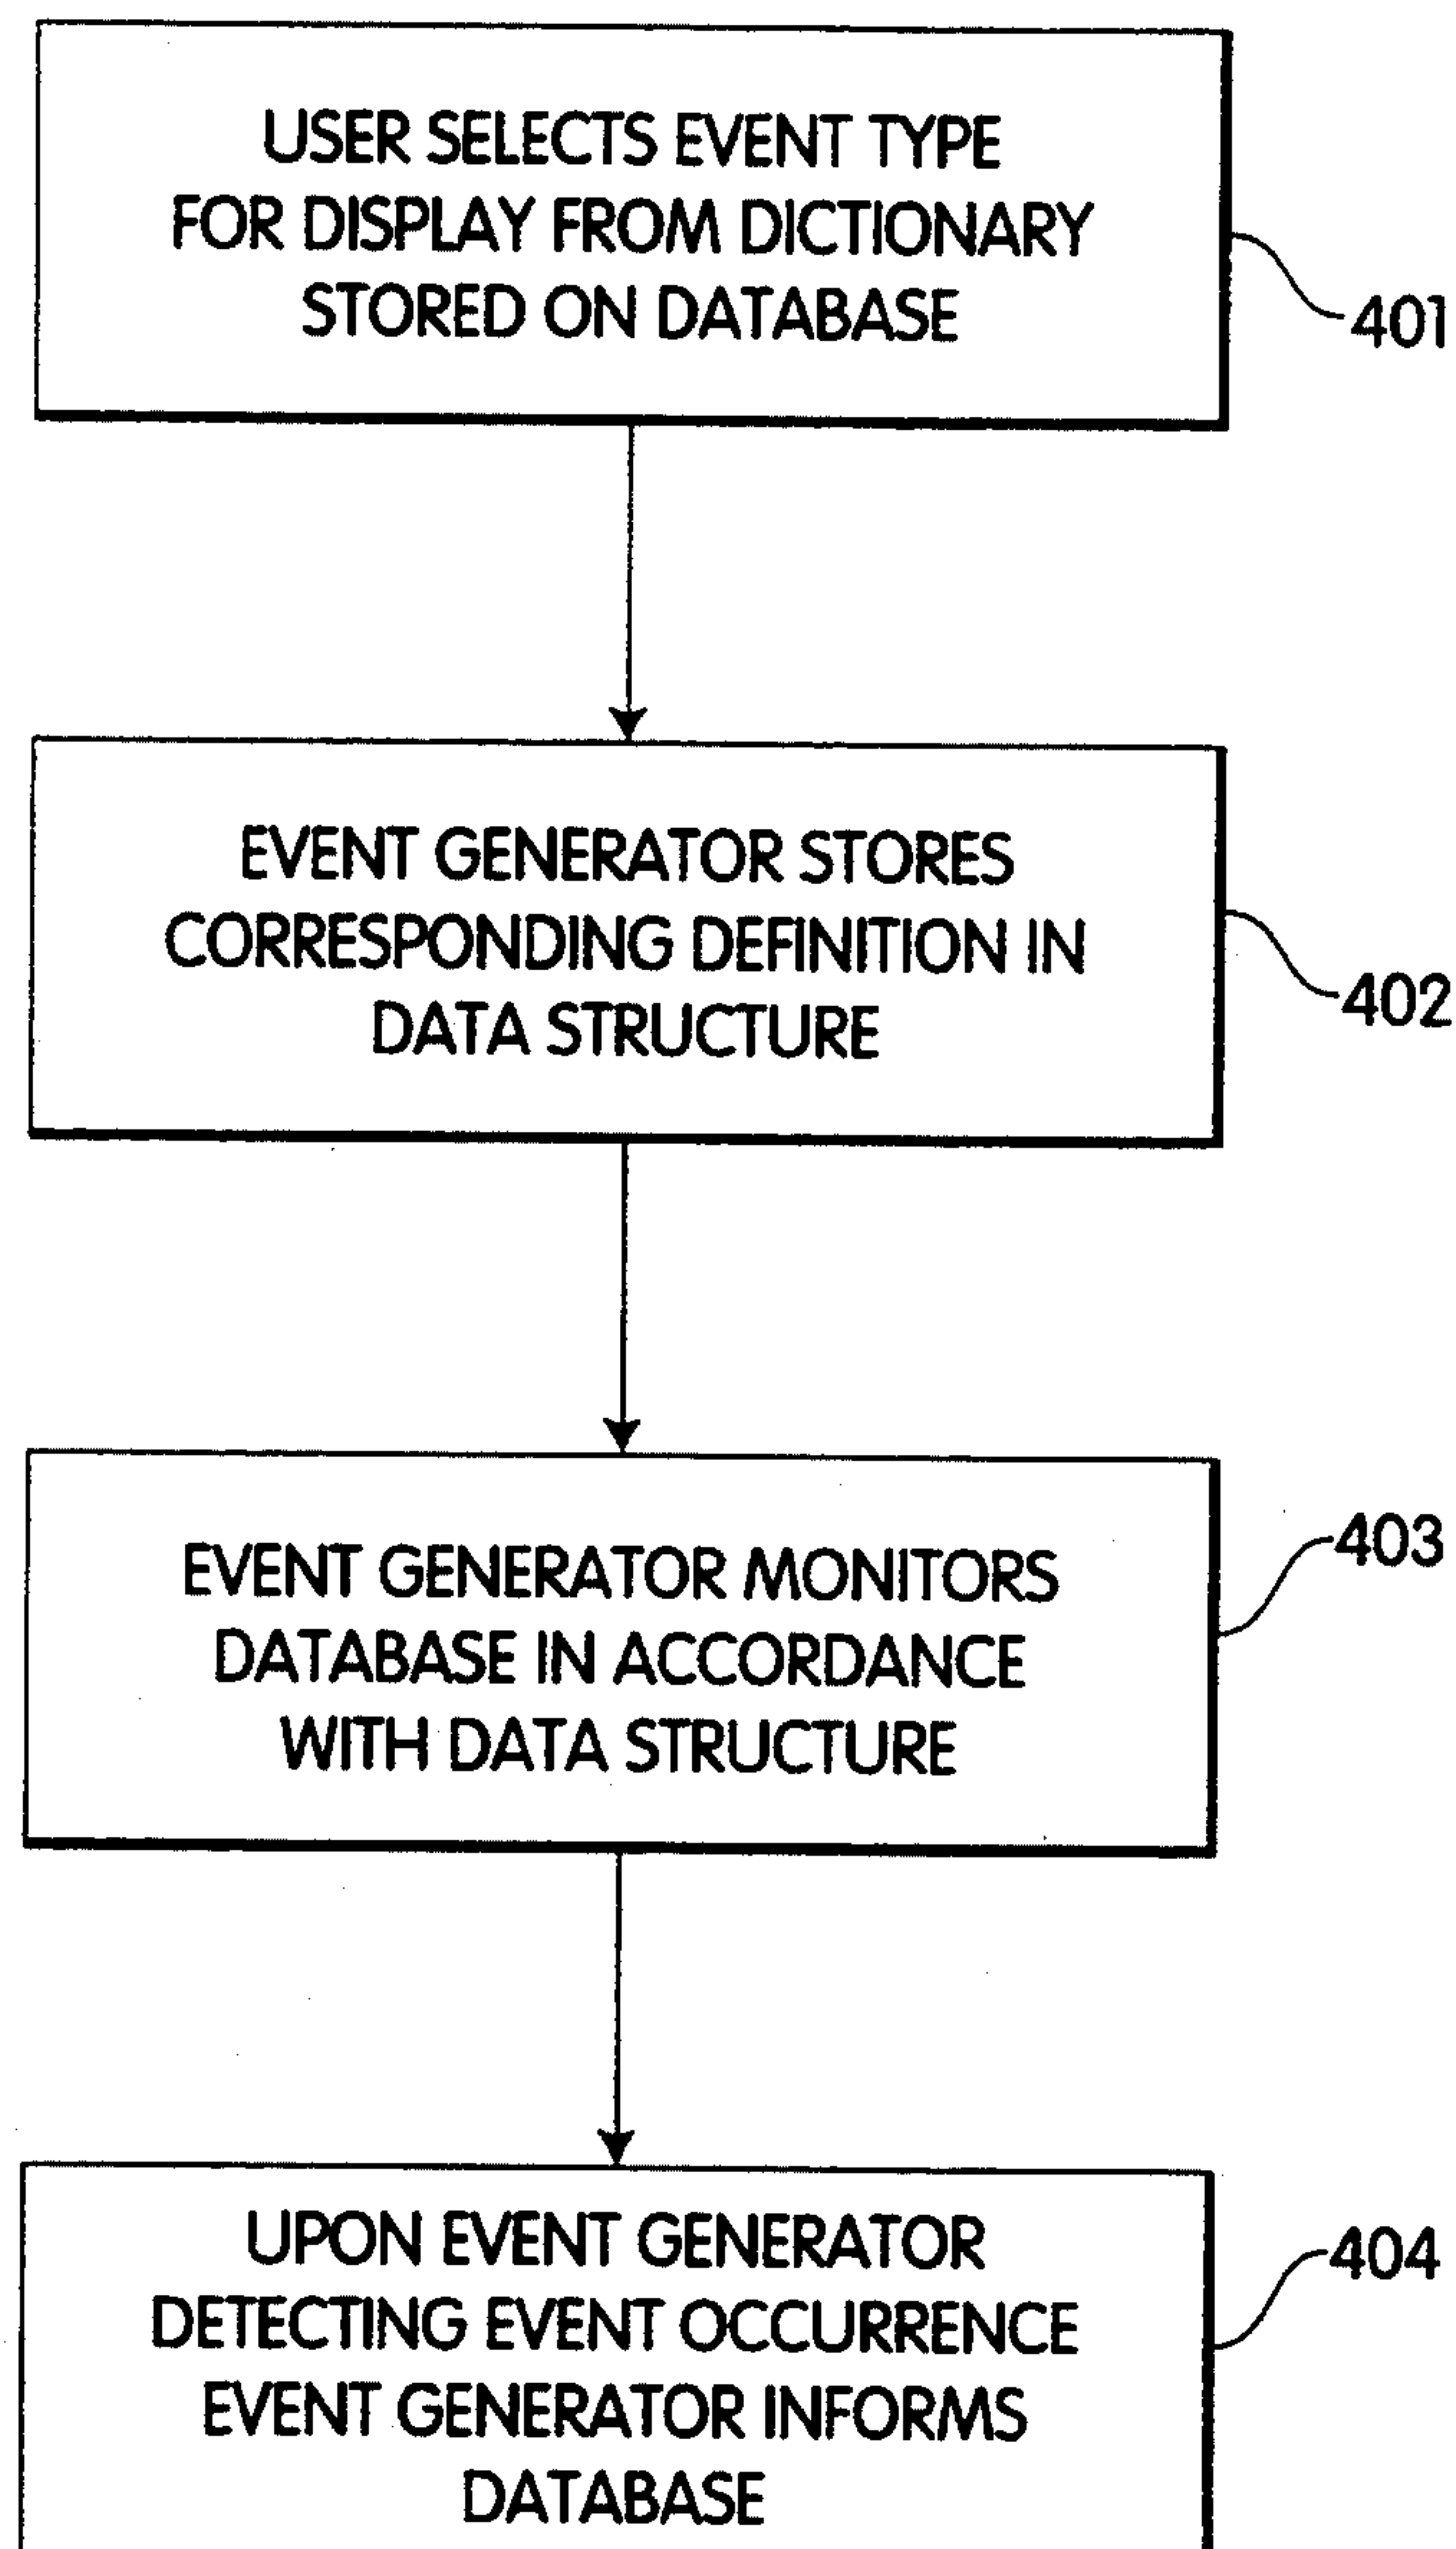 USER SELECTS EVENT TYPE
FOR DISPLAY FROM DICTIONARY
STORED ON DATABASE
401
EVENT GENERATOR STORES
CORRESPONDING DEFINITION IN
DATA STRUCTURE
402
EVENT GENERATOR MONITORS
DATABASE IN ACCORDANCE
WITH DATA STRUCTURE
403
UPON EVENT GENERATOR
DETECTING EVENT OCCURRENCE
EVENT GENERATOR INFORMS
DATABASE
404